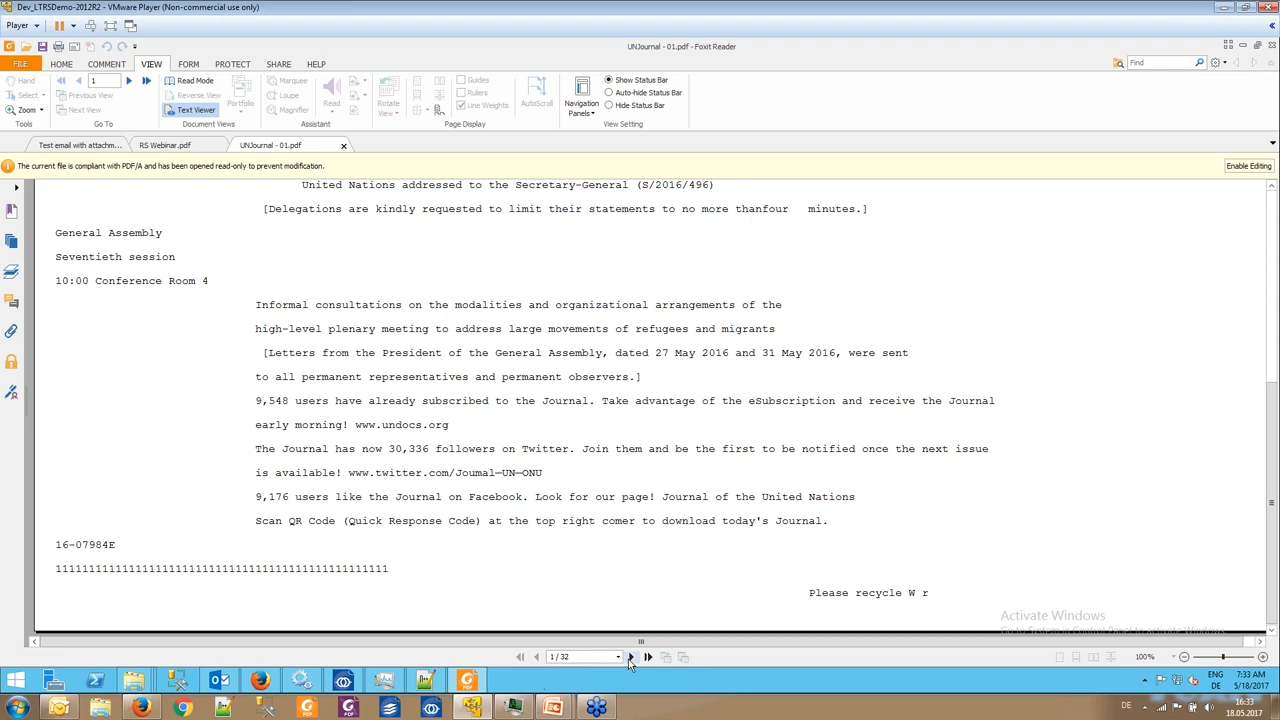 Dev_LTRSDemo-2012R2 - VMware Player (Non-commercial use only)
Player
UNJournal - 01.pdf - Foxit Reader
FILE HOME COMMENT VIEW FORM PROTECT SHARE HELP
Find
Hand
Select
Zoom
1
Previous View
Next View
Go To
Tools
Read Mode
Reverse View
Text Viewer
Portfolio
Document Views
Marquee
Loupe
Magnifier
Read
Assistant
Rotate View
Guides
Rulers
Line Weights
AutoScroll
Page Display
Navigation Panels
Show Status Bar
Auto-hide Status Bar
Hide Status Bar
View Setting
Test email with attachm... RS Webinar.pdf UNJournal - 01.pdf
The current file is compliant with PDF/A and has been opened read-only to prevent modification.
Enable Editing
United Nations addressed to the Secretary-General (S/2016/496)
[Delegations are kindly requested to limit their statements to no more thanfour minutes.]
General Assembly
Seventieth session
10:00 Conference Room 4
Informal consultations on the modalities and organizational arrangements of the
high-level plenary meeting to address large movements of refugees and migrants
[Letters from the President of the General Assembly, dated 27 May 2016 and 31 May 2016, were sent
to all permanent representatives and permanent observers.]
9,548 users have already subscribed to the Journal. Take advantage of the eSubscription and receive the Journal
early morning! www.undocs.org
The Journal has now 30,336 followers on Twitter. Join them and be the first to be notified once the next issue
is available! www.twitter.com/Joumal—UN—ONU
9,176 users like the Journal on Facebook. Look for our page! Journal of the United Nations
Scan QR Code (Quick Response Code) at the top right comer to download today's Journal.
16-07984E
11111111111111111111111111111111111111111111111111
Please recycle W r
Activate Windows
Go to System in Control Panel to activate Windows.
1 / 32
100%
ENG 7:33 AM
DE 5/18/2017
DE
16:33
18.05.2017